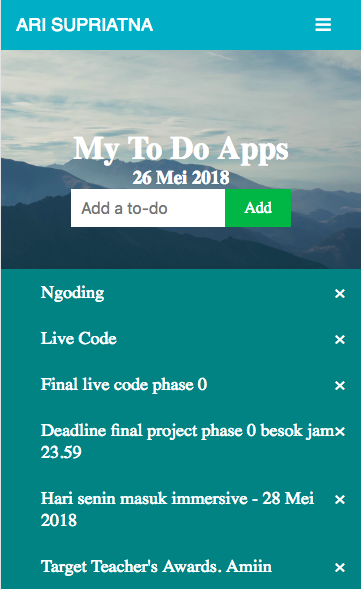 ARI SUPRIATNA
My To Do Apps
26 Mei 2018
Add a to-do
Add
Ngoding
Live Code
Final live code phase 0
Deadline final project phase 0 besok jam
23.59
Hari senin masuk immersive - 28 Mei
2018
Target Teacher's Awards. Amiin